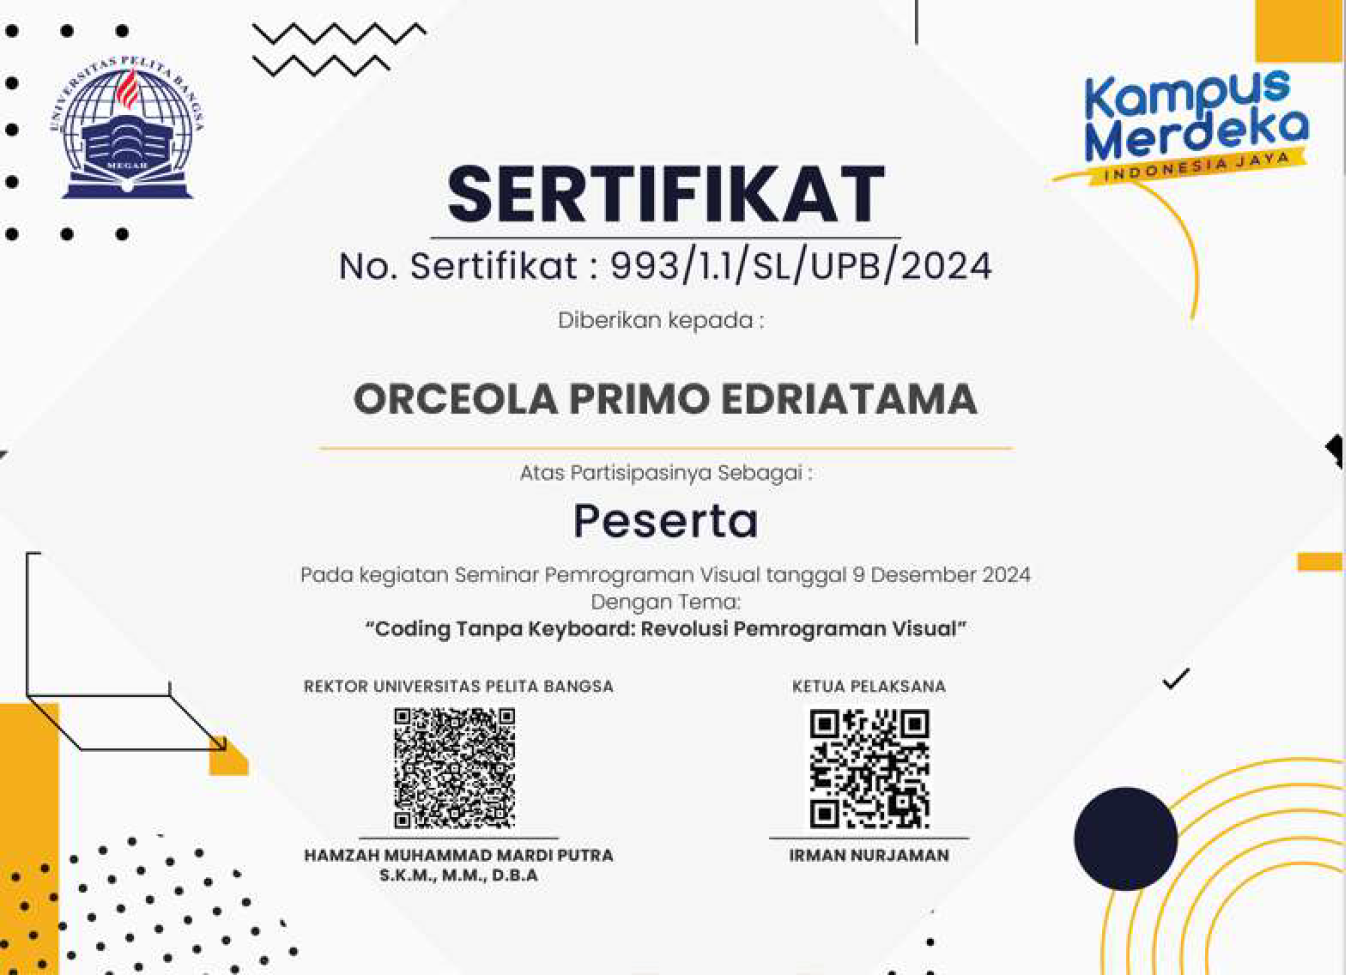 UNIVERSITAS PELITA BANGSA
MEGAH
Kampus
Merdeka
INDONESIA JAYA
SERTIFIKAT
No. Sertifikat : 993/1.1/SL/UPB/2024
Diberikan kepada :
ORCEOLA PRIMO EDRIATAMA
Atas Partisipasinya Sebagai :
Peserta
Pada kegiatan Seminar Pemrograman Visual tanggal 9 Desember 2024
Dengan Tema:
“Coding Tanpa Keyboard: Revolusi Pemrograman Visual”
REKTOR UNIVERSITAS PELITA BANGSA
HAMZAH MUHAMMAD MARDI PUTRA
S.K.M., M.M., D.B.A
KETUA PELAKSANA
IRMAN NURJAMAN